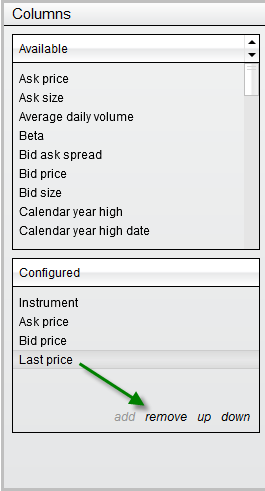 Columns
Available
Ask price
Ask size
Average daily volume
Beta
Bid ask spread
Bid price
Bid size
Calendar year high
Calendar year high date
Configured
Instrument
Ask price
Bid price
Last price
add remove up down